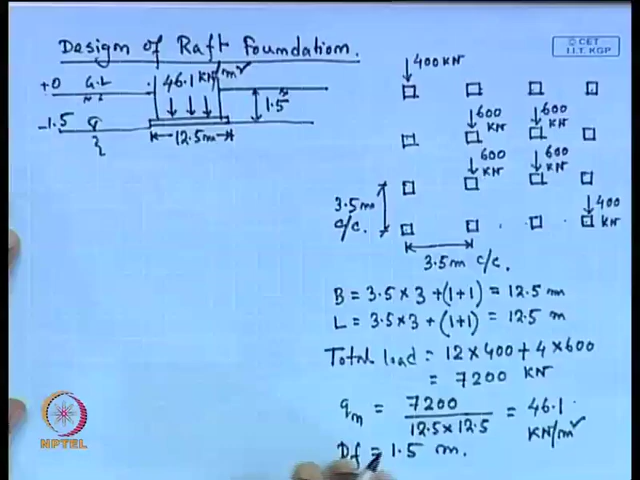 Design of Raft Foundation.
© CET
I.I.T. KGP
+0 G.L
46.1 kN/m²
1.5
-1.5
12.5m
400 KN
600 KN
600 KN
600 KN
600 KN
400 KN
3.5m c/c.
3.5m c/c.
B = 3.5 × 3 + (1+1) = 12.5 m
L = 3.5 × 3 + (1+1) = 12.5 m
Total load = 12 × 400 + 4 × 600
= 7200 KN
qn = 7200 / 12.5 × 12.5 = 46.1 KN/m²
Df = 1.5 m.
NPTEL